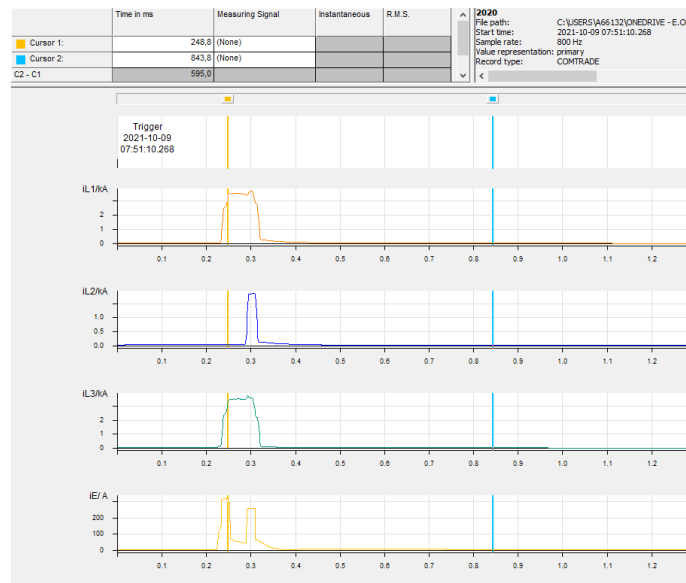 Time in ms Measuring Signal Instantaneous R.M.S.
Cursor 1: 248,8 (None)
Cursor 2: 843,8 (None)
C2 - C1 595,0
2020
File path: C:\USERS\A66132\ONEDRIVE - E.O
Start time: 2021-10-09 07:51:10.268
Sample rate: 800 Hz
Value representation: primary
Record type: COMTRADE
Trigger
2021-10-09
07:51:10.268
iL1/kA
2
1
0
0.1 0.2 0.3 0.4 0.5 0.6 0.7 0.8 0.9 1.0 1.1 1.2
iL2/kA
1.0
0.5
0.0
0.1 0.2 0.3 0.4 0.5 0.6 0.7 0.8 0.9 1.0 1.1 1.2
iL3/kA
2
1
0
0.1 0.2 0.3 0.4 0.5 0.6 0.7 0.8 0.9 1.0 1.1 1.2
iE/ A
200
100
0
0.1 0.2 0.3 0.4 0.5 0.6 0.7 0.8 0.9 1.0 1.1 1.2